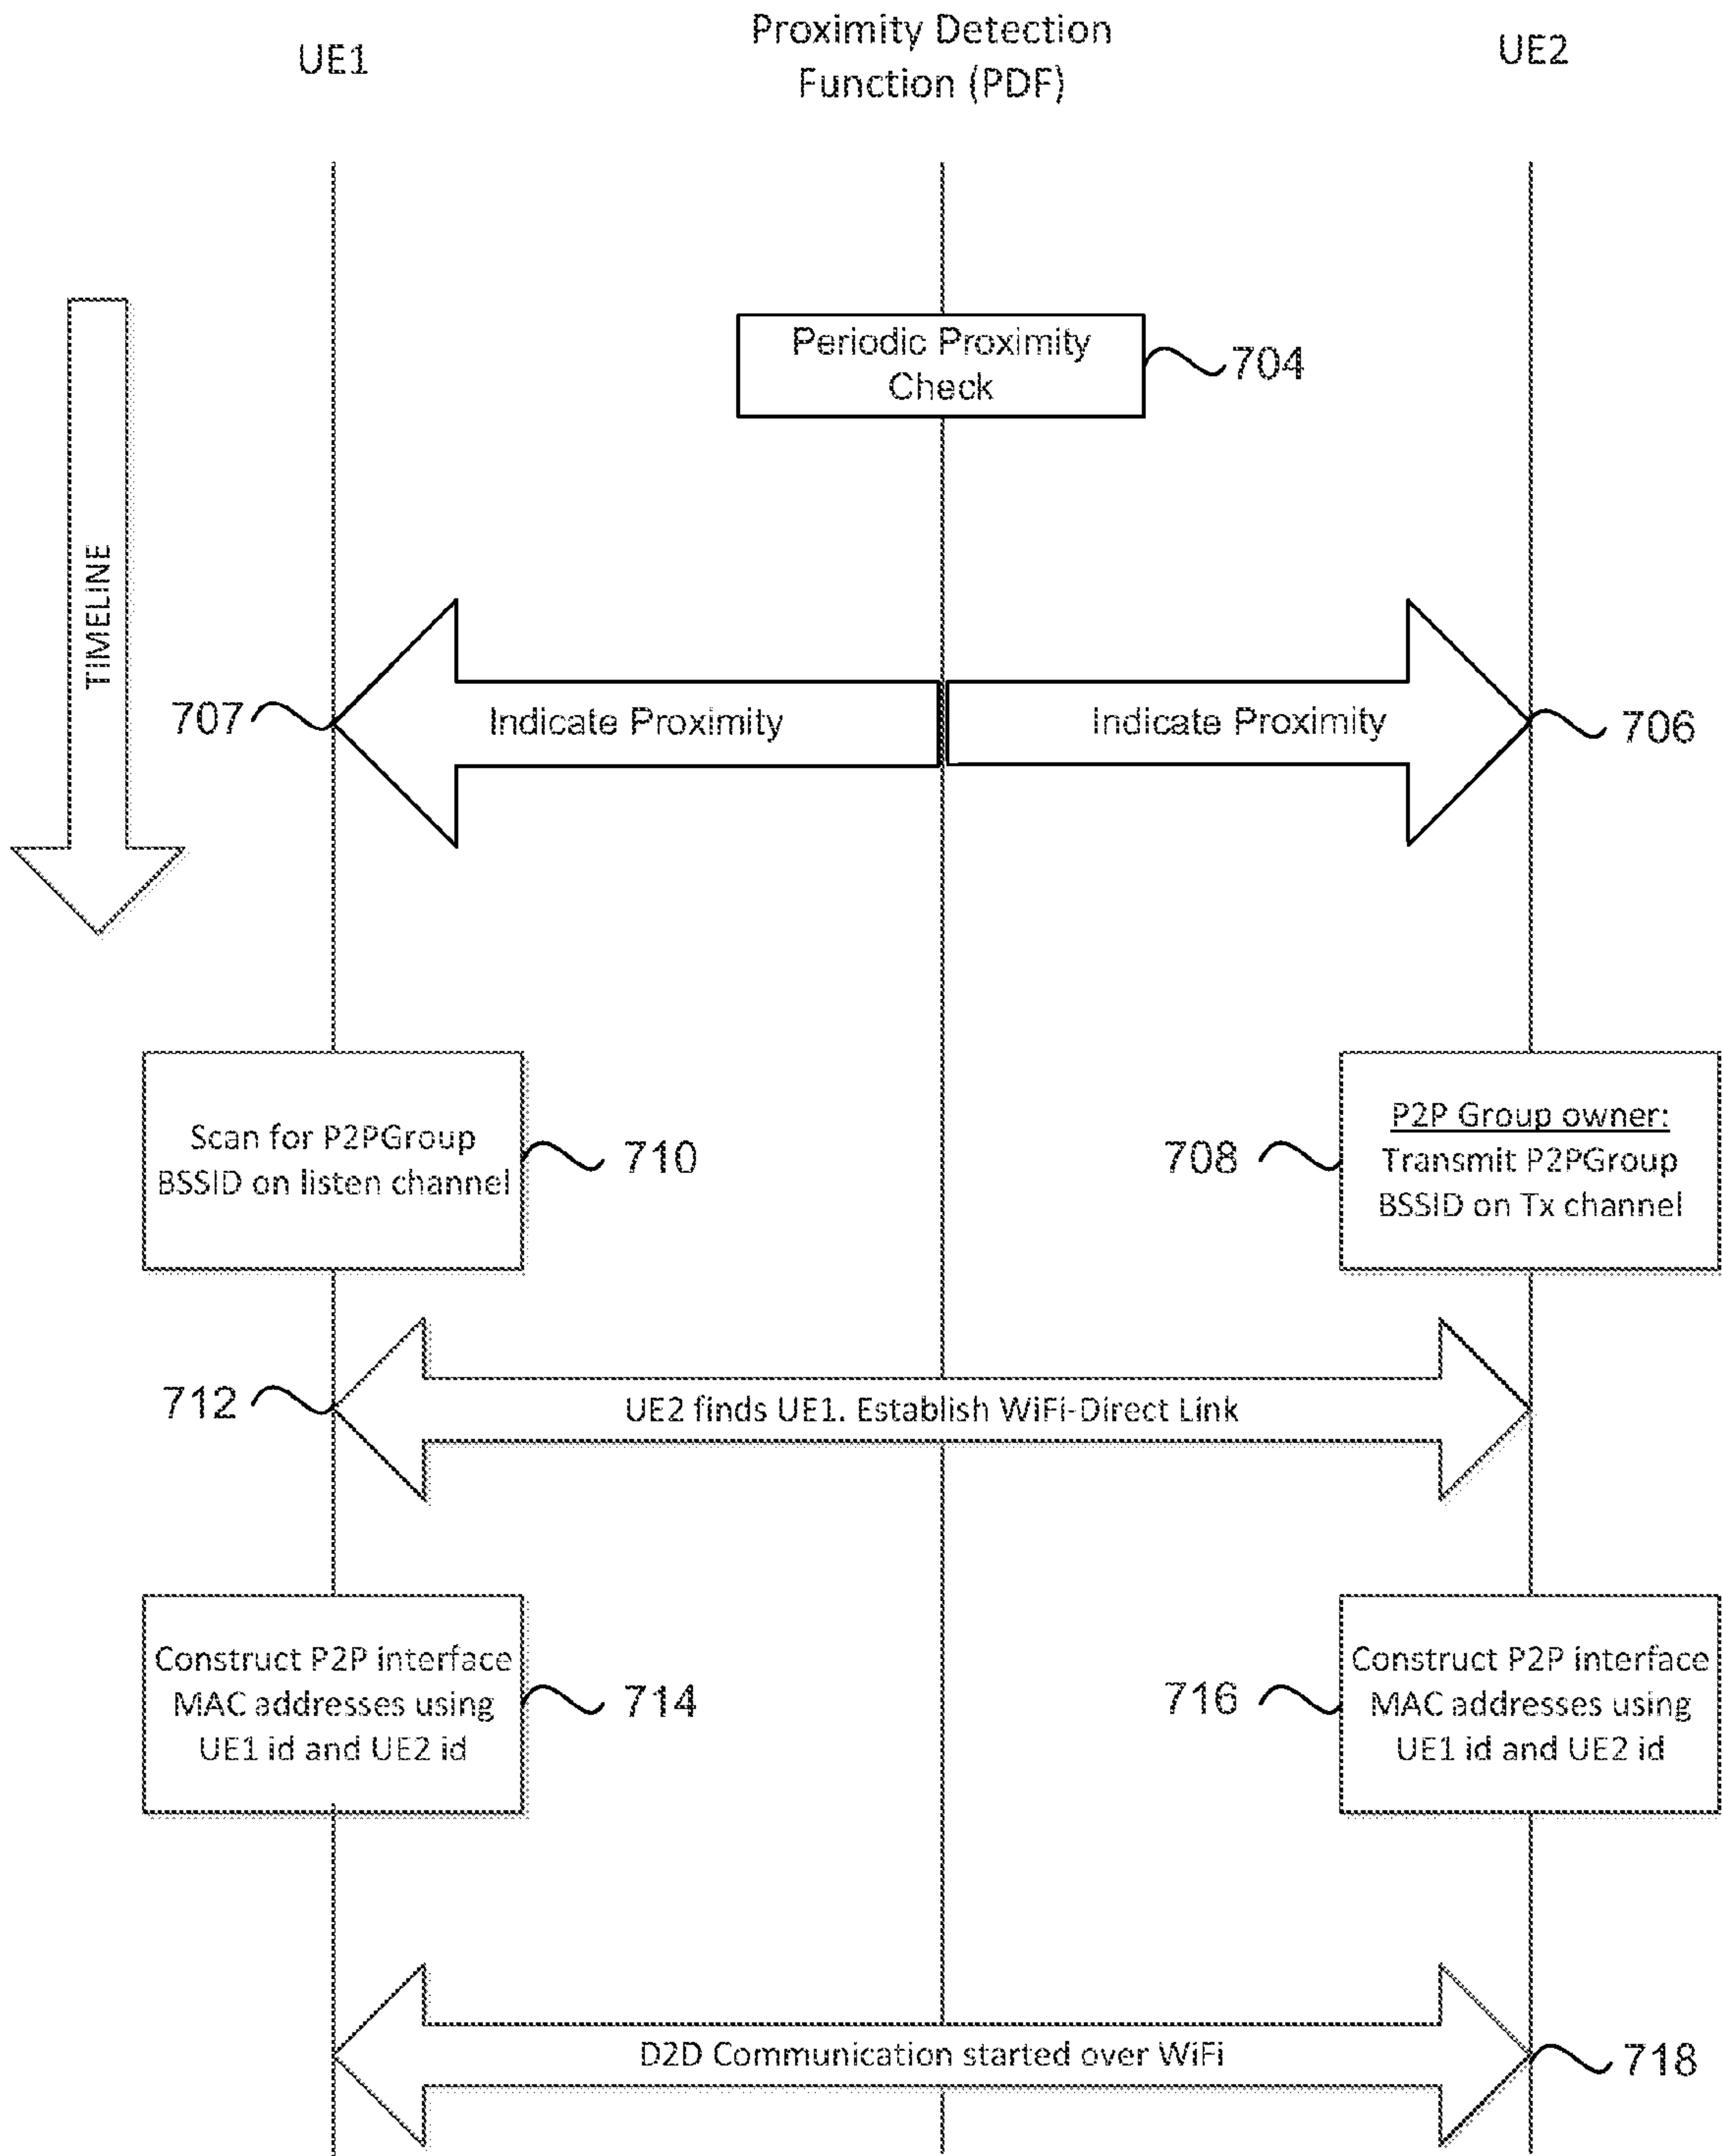 UE1
Proximity Detection
Function (PDF)
UE2
Periodic Proximity
Check
704
TIMELINE
707
Indicate Proximity
Indicate Proximity
706
Scan for P2PGroup
BSSID on listen channel
710
708
P2P Group owner:
Transmit P2PGroup
BSSID on Tx channel
712
UE2 finds UE1. Establish WiFi-Direct Link
Construct P2P interface
MAC addresses using
UE1 id and UE2 id
714
716
Construct P2P interface
MAC addresses using
UE1 id and UE2 id
D2D Communication started over WiFi
718